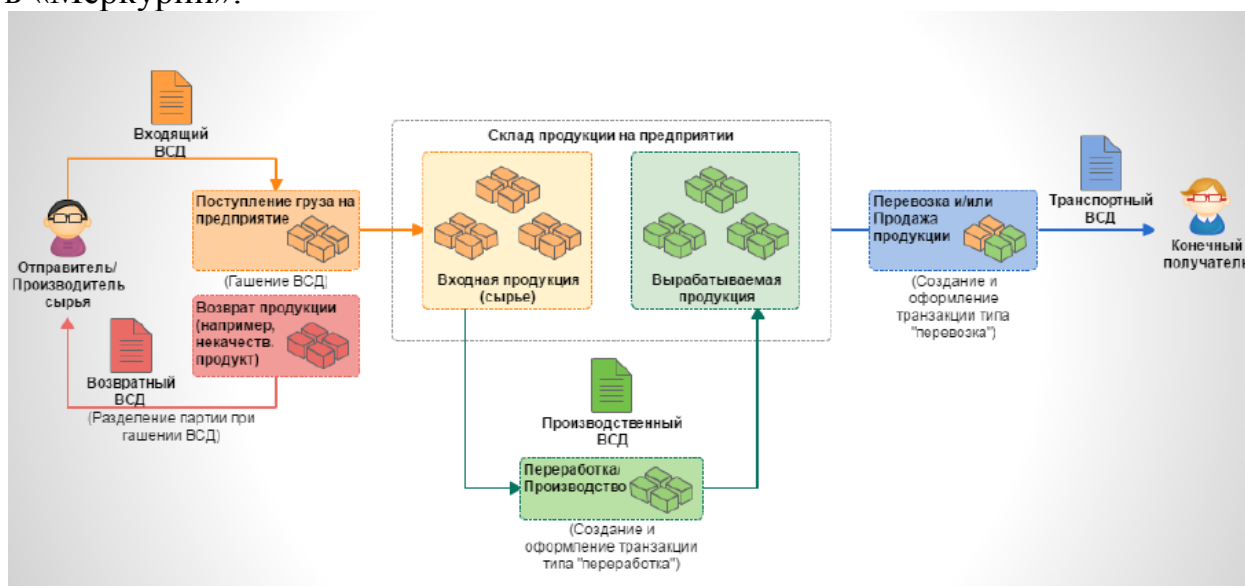 в «Меркурии».
Входящий
ВСД
Отправитель/
Производитель
сырья
Поступление груза на
предприятие
(Гашение ВСД)
Возврат продукции
(например,
некачеств.
продукт)
Возвратный
ВСД
(Разделение партии при
гашении ВСД)
Склад продукции на предприятии
Входная продукция
(сырье)
Вырабатываемая
продукция
Производственный
ВСД
Переработка/
Производство
(Создание и
оформление транзакции
типа "переработка")
Перевозка и/или
Продажа
продукции
(Создание и
оформление
транзакции типа
"перевозка")
Транспортный
ВСД
Конечный
получатель